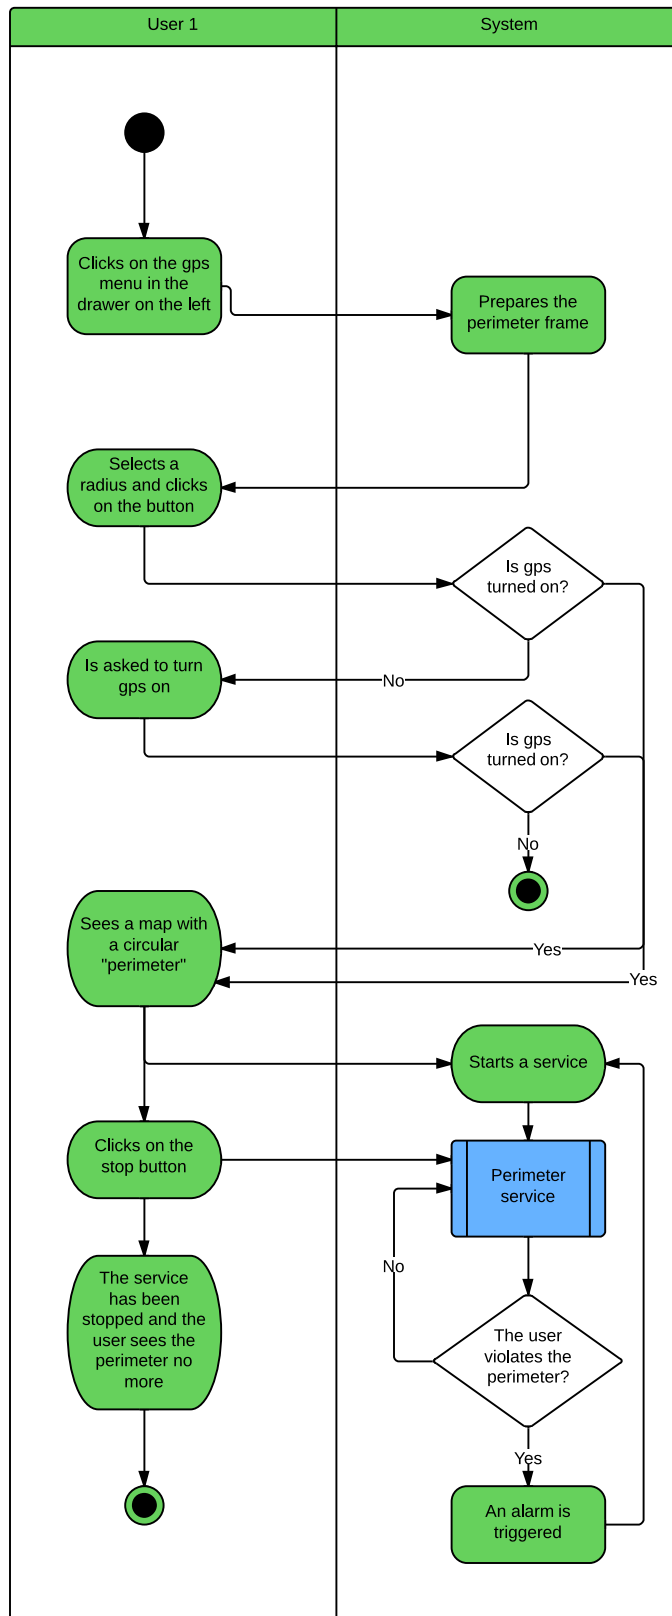 User 1
System
Clicks on the gps
menu in the
drawer on the left
Prepares the
perimeter frame
Selects a
radius and clicks
on the button
Is gps
turned on?
Is asked to turn
gps on
No
Is gps
turned on?
No
Sees a map with
a circular
"perimeter"
Yes
Yes
Starts a service
Clicks on the
stop button
Perimeter
service
No
The service
has been
stopped and the
user sees the
perimeter no
more
The user
violates the
perimeter?
Yes
An alarm is
triggered